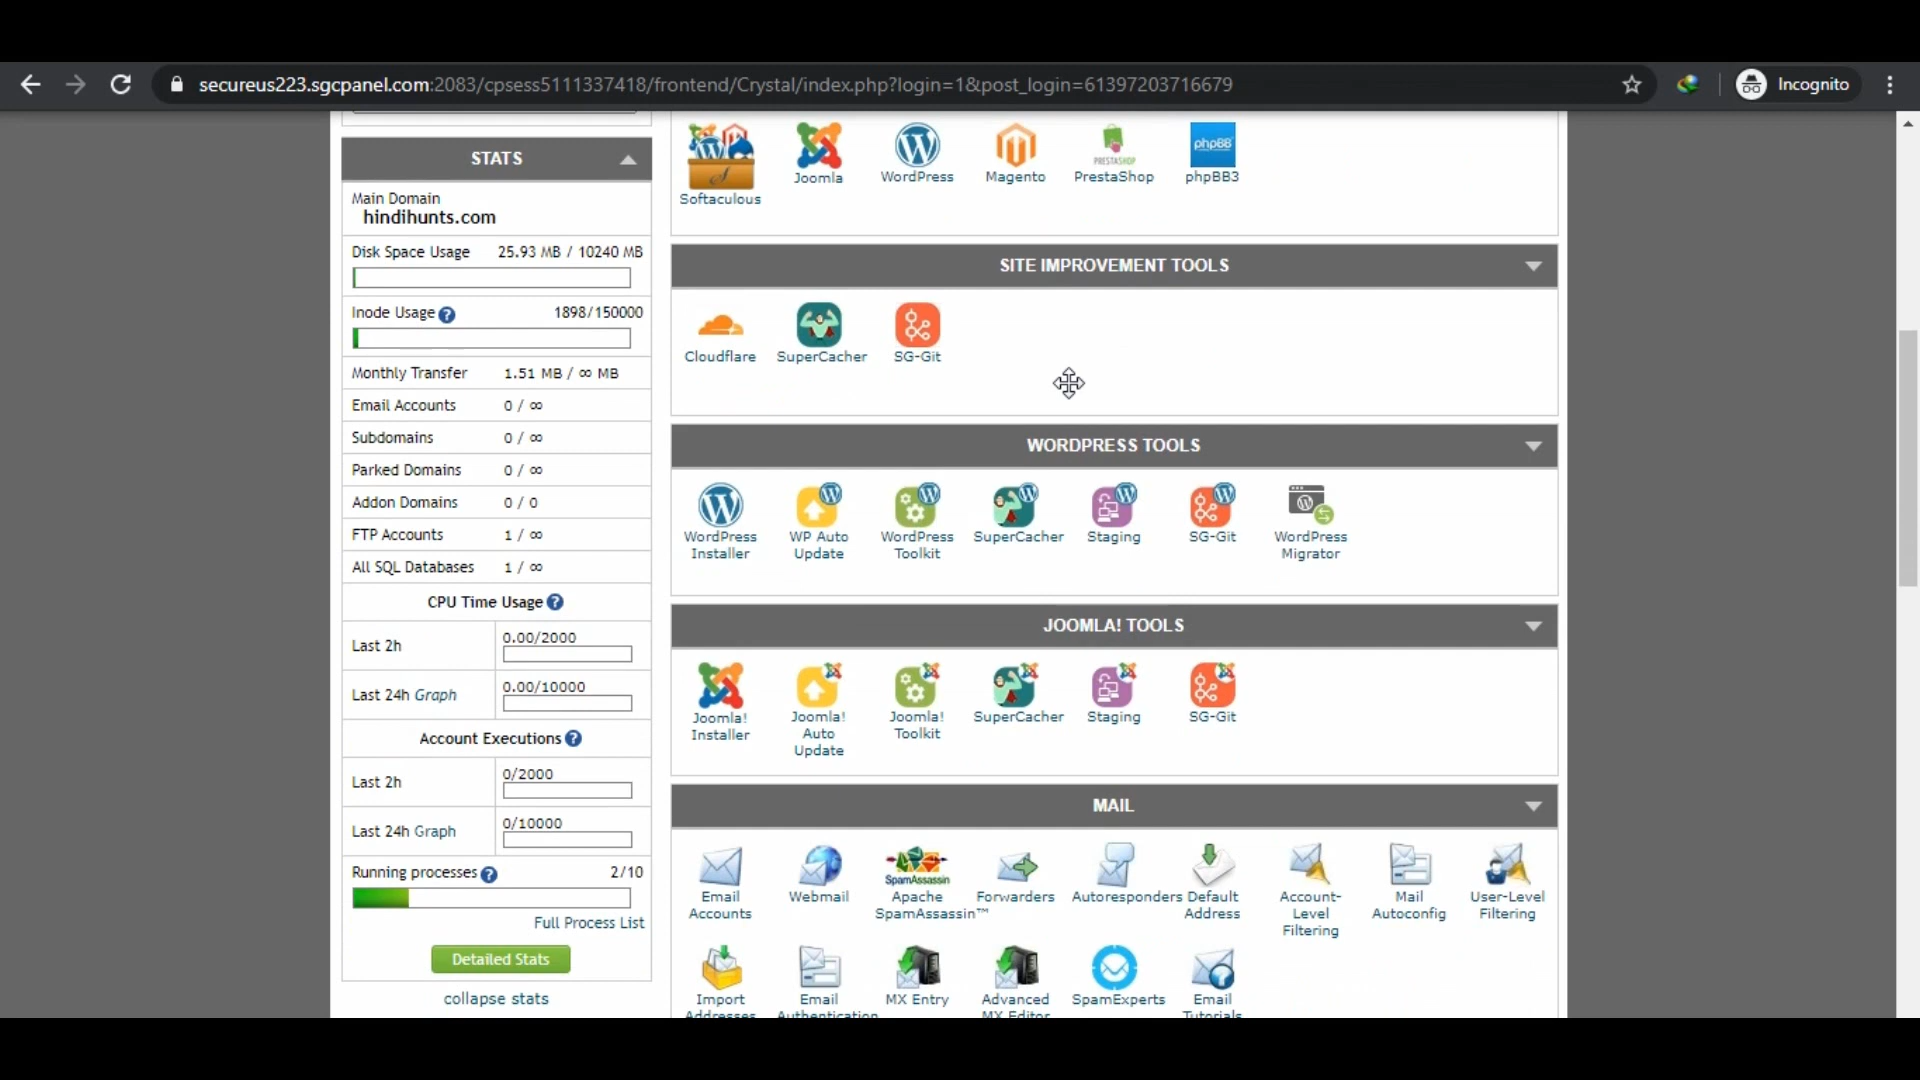 secureus223.sgcpanel.com:2083/cpsess5111337418/frontend/Crystal/index.php?login=1&post_login=61397203716679
Incognito
STATS
Main Domain
hindihunts.com
Disk Space Usage 25.93 MB / 10240 MB
Inode Usage ? 1898/150000
Monthly Transfer 1.51 MB / ∞ MB
Email Accounts 0 / ∞
Subdomains 0 / ∞
Parked Domains 0 / ∞
Addon Domains 0 / 0
FTP Accounts 1 / ∞
All SQL Databases 1 / ∞
CPU Time Usage ?
Last 2h 0.00/2000
Last 24h Graph 0.00/10000
Account Executions ?
Last 2h 0/2000
Last 24h Graph 0/10000
Running processes ? 2/10
Full Process List
Detailed Stats
collapse stats
PRESTASHOP phpBB
Softaculous Joomla WordPress Magento PrestaShop phpBB3
SITE IMPROVEMENT TOOLS
Cloudflare SuperCacher SG-Git
WORDPRESS TOOLS
WordPress Installer
WP Auto Update
WordPress Toolkit
SuperCacher
Staging
SG-Git
WordPress Migrator
JOOMLA! TOOLS
Joomla! Installer
Joomla! Auto Update
Joomla! Toolkit
SuperCacher
Staging
SG-Git
MAIL
Email Accounts
Webmail
SpamAssassin
Apache SpamAssassin™
Forwarders
Autoresponders
Default Address
Account-Level Filtering
Mail Autoconfig
User-Level Filtering
Import Addresses
Email Authentication
MX Entry
Advanced MX Editor
SpamExperts
Email Tutorials